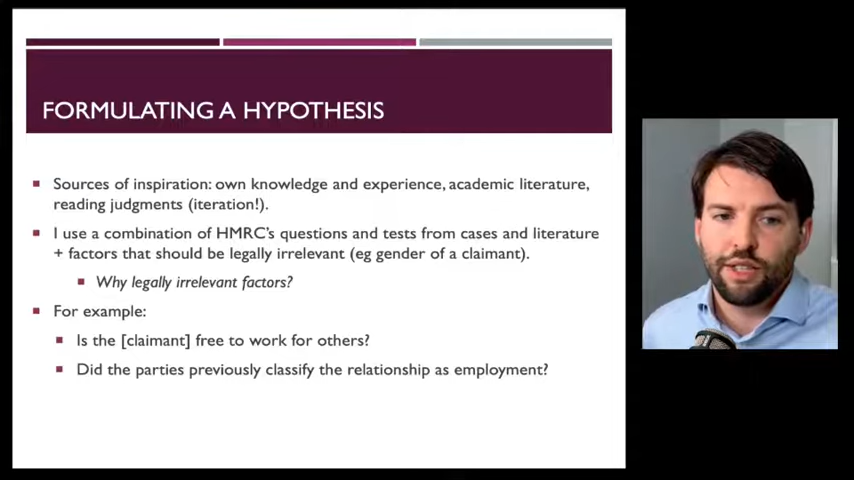 FORMULATING A HYPOTHESIS
Sources of inspiration: own knowledge and experience, academic literature,
reading judgments (iteration!).
I use a combination of HMRC's questions and tests from cases and literature
+ factors that should be legally irrelevant (eg gender of a claimant).
Why legally irrelevant factors?
For example:
Is the [claimant] free to work for others?
Did the parties previously classify the relationship as employment?